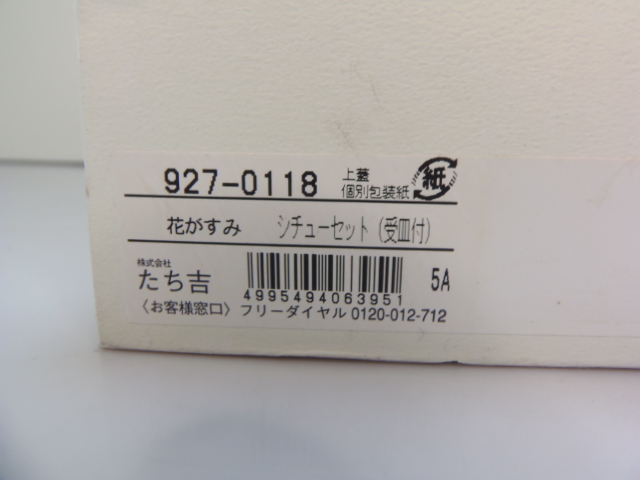 927-0118
上蓋
個別包装紙
紙
花がすみ シチューセット(受皿付)
株式会社
たち吉
4995494063951
5A
〈お客様窓口〉フリーダイヤル 0120-012-712